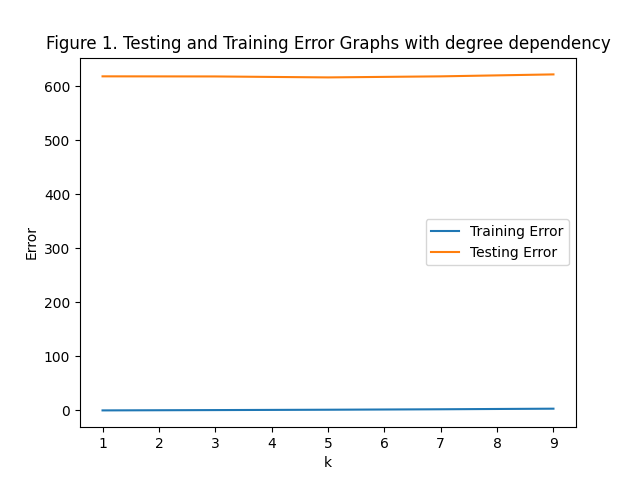 Figure 1. Testing and Training Error Graphs with degree dependency
600
500
400
300
200
100
0
Error
Training Error
Testing Error
1 2 3 4 5 6 7 8 9
k